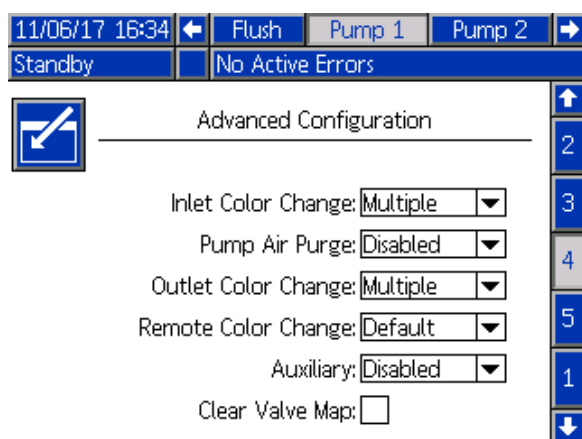 11/06/17 16:34 Flush Pump 1 Pump 2
Standby No Active Errors
Advanced Configuration
2
Inlet Color Change: Multiple
3
Pump Air Purge: Disabled
4
Outlet Color Change: Multiple
Remote Color Change: Default
5
Auxiliary: Disabled
1
Clear Valve Map: